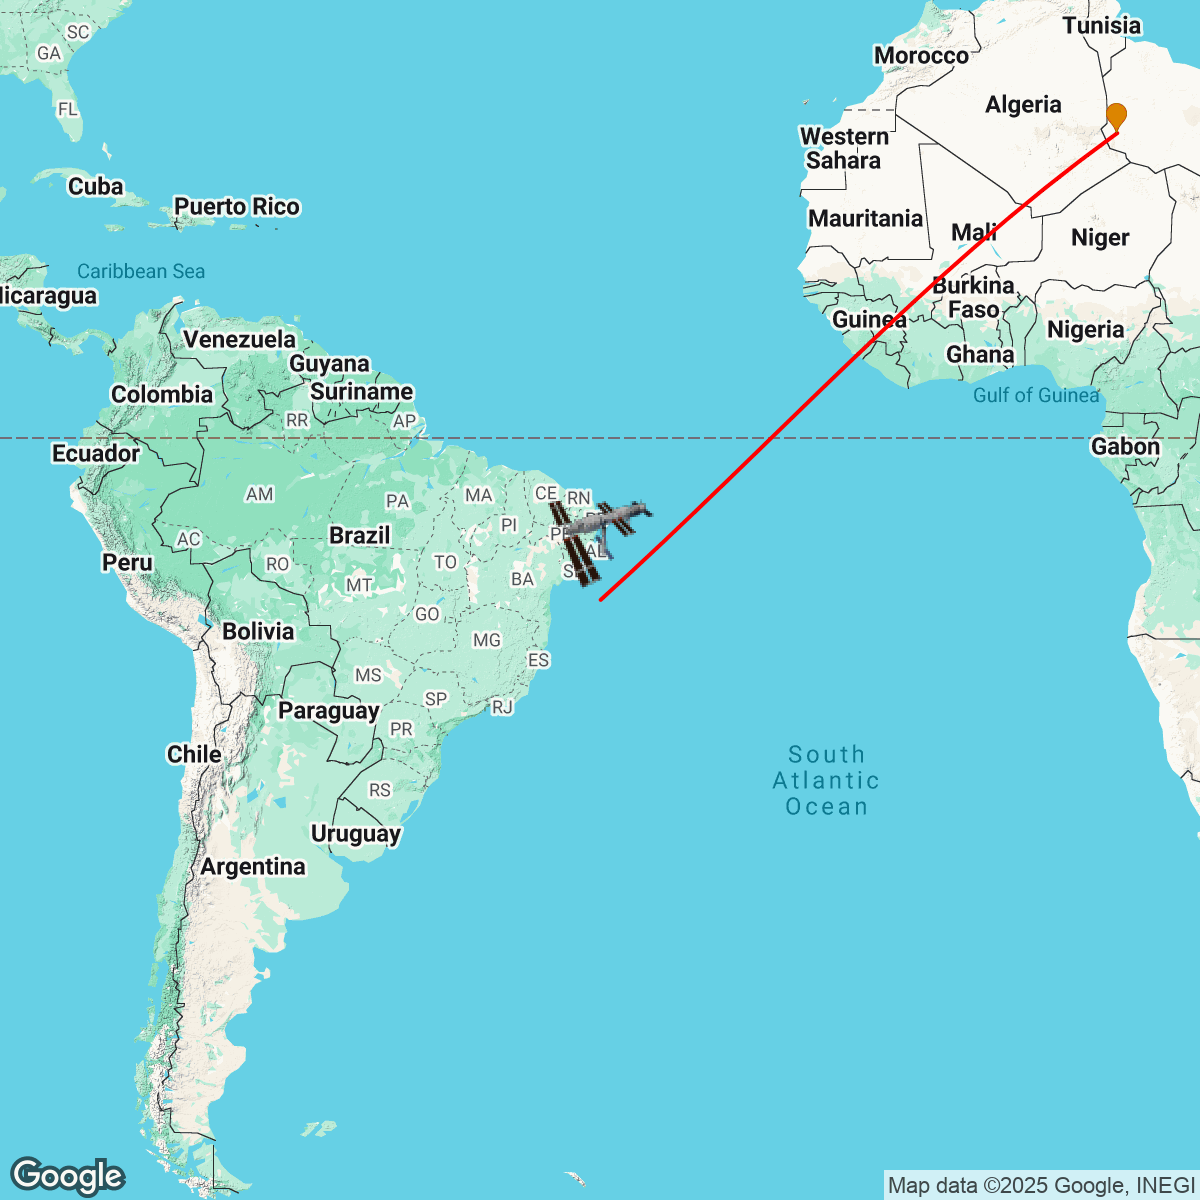 SC
GA
FL
Cuba
Puerto Rico
Caribbean Sea
Nicaragua
Venezuela
Guyana
Suriname
Colombia
RR
AP
Ecuador
AM
PA
MA
CE
RN
PI
Brazil
AC
Peru
RO
TO
MT
BA
AL
GO
Bolivia
MG
ES
MS
SP
RJ
Paraguay
PR
Chile
RS
Uruguay
Argentina
Tunisia
Morocco
Algeria
Western
Sahara
Mauritania
Mali
Niger
Burkina
Faso
Guinea
Nigeria
Ghana
Gulf of Guinea
Gabon
South
Atlantic
Ocean
Google
Map data ©2025 Google, INEGI